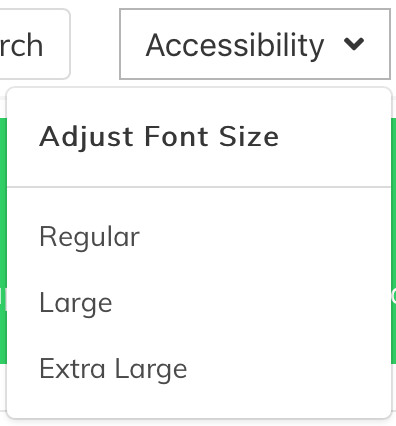 rch
Accessibility
Adjust Font Size
Regular
Large
Extra Large